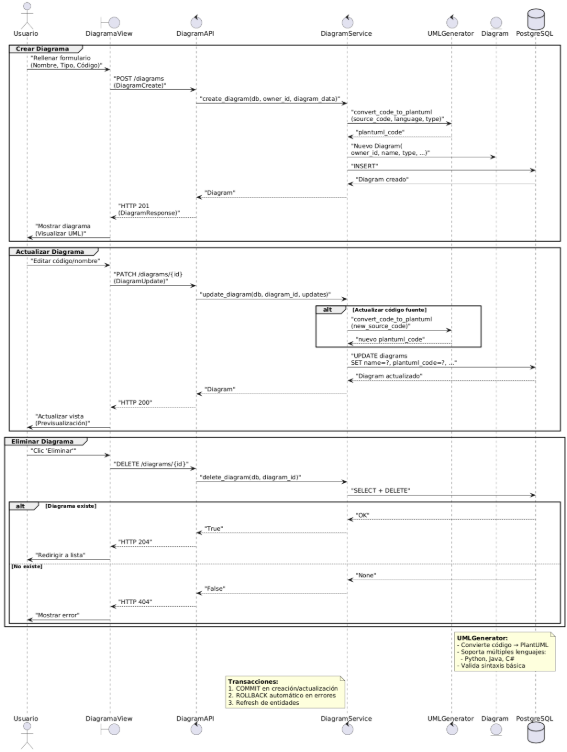 Usuario DiagramaView DiagramAPI DiagramService UMLGenerator Diagram PostgreSQL
Crear Diagrama
"Rellenar formulario
(Nombre, Tipo, Código)"
"POST /diagrams
(DiagramCreate)"
"create_diagram(db, owner_id, diagram_data)"
"convert_code_to_plantuml
(source_code, language, type)"
"plantuml_code"
"Nuevo Diagram(
owner_id, name, type, ...)"
"INSERT"
"Diagram creado"
"Diagram"
"HTTP 201
(DiagramResponse)"
"Mostrar diagrama
(Visualizar UML)"
Actualizar Diagrama
"Editar código/nombre"
"PATCH /diagrams/{id}
(DiagramUpdate)"
"update_diagram(db, diagram_id, updates)"
alt [Actualizar código fuente]
"convert_code_to_plantuml
(new_source_code)"
"nuevo plantuml_code"
"UPDATE diagrams
SET name=?, plantuml_code=?, ..."
"Diagram actualizado"
"Diagram"
"HTTP 200"
"Actualizar vista
(Previsualización)"
Eliminar Diagrama
"Clic 'Eliminar'"
"DELETE /diagrams/{id}"
"delete_diagram(db, diagram_id)"
"SELECT + DELETE"
alt [Diagrama existe]
"OK"
"True"
"HTTP 204"
"Redirigir a lista"
[No existe]
"None"
"False"
"HTTP 404"
"Mostrar error"
UMLGenerator:
- Convierte código → PlantUML
- Soporta múltiples lenguajes:
- Python, Java, C#
- Valida sintaxis básica
Transacciones:
1. COMMIT en creación/actualización
2. ROLLBACK automático en errores
3. Refresh de entidades
Usuario DiagramaView DiagramAPI DiagramService UMLGenerator Diagram PostgreSQL